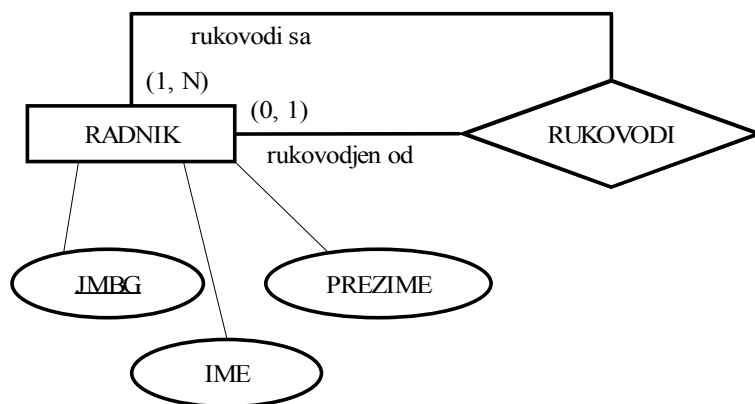 rukovodi sa
(1, N)
(0, 1)
RADNIK
RUKOVODI
rukovodjen od
JMBG
PREZIME
IME